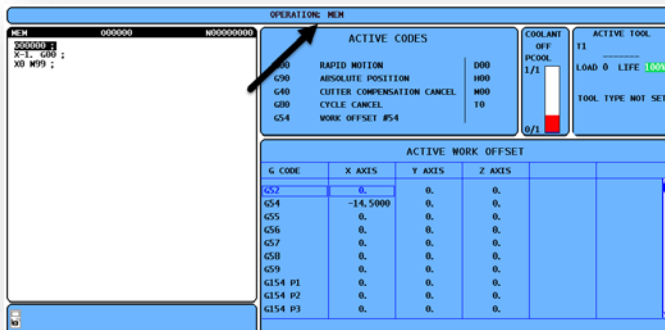 OPERATION: MEM
MEM O00000 N00000000
O00000 ;
X-1. G00 ;
X0 M99 ;
ACTIVE CODES
RAPID MOTION D00
G90 ABSOLUTE POSITION H00
G40 CUTTER COMPENSATION CANCEL M00
G80 CYCLE CANCEL T0
G54 WORK OFFSET #54
COOLANT
OFF
PCOOL
1/1
0/1
ACTIVE TOOL
T1
LOAD 0 LIFE 100%
TOOL TYPE NOT SET
ACTIVE WORK OFFSET
G CODE X AXIS Y AXIS Z AXIS
G52 0. 0. 0.
G54 -14.5000 0. 0.
G55 0. 0. 0.
G56 0. 0. 0.
G57 0. 0. 0.
G58 0. 0. 0.
G59 0. 0. 0.
G154 P1 0. 0. 0.
G154 P2 0. 0. 0.
G154 P3 0. 0. 0.